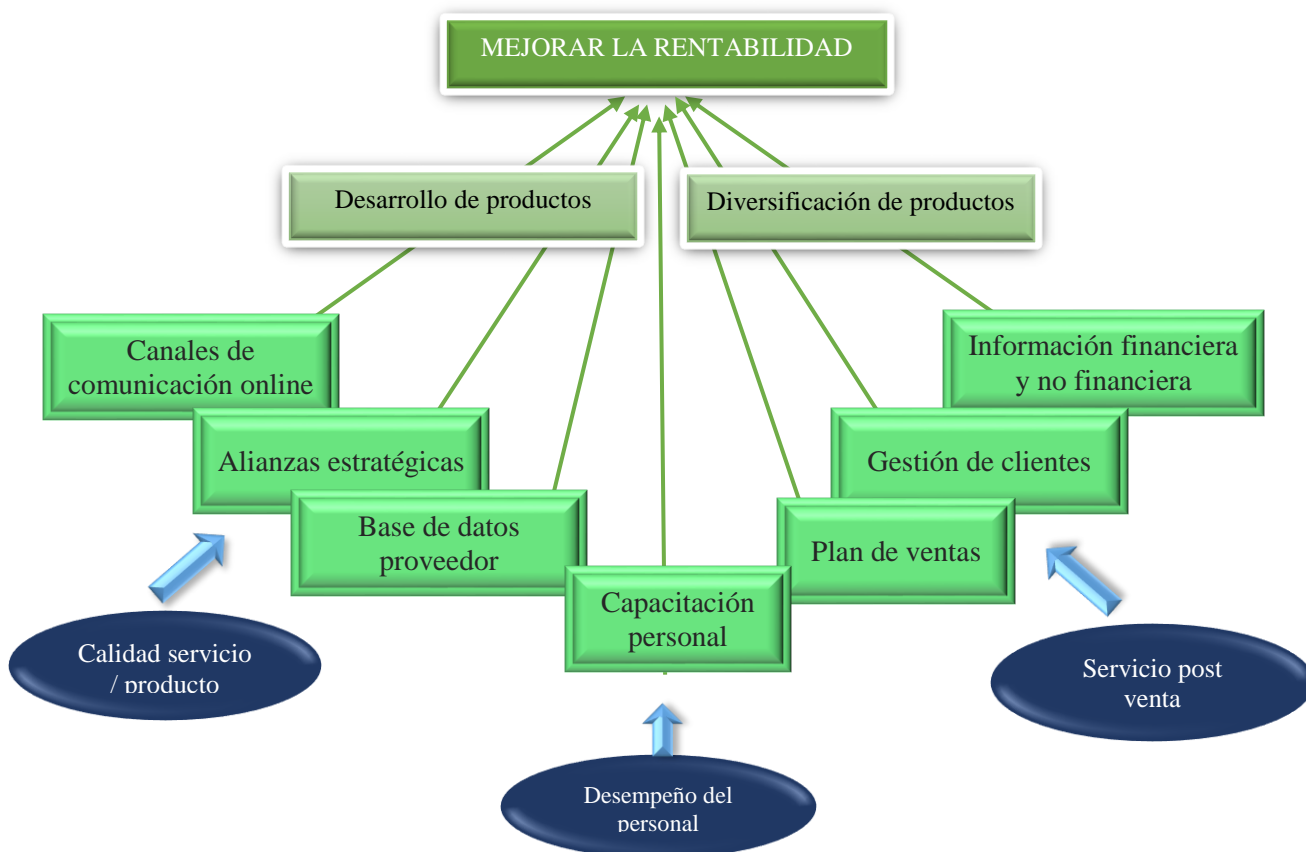 MEJORAR LA RENTABILIDAD
Desarrollo de productos
Diversificación de productos
Canales de
comunicación online
Información financiera
y no financiera
Alianzas estratégicas
Gestión de clientes
Base de datos
proveedor
Plan de ventas
Capacitación
personal
Calidad servicio
/ producto
Servicio post
venta
Desempeño del
personal